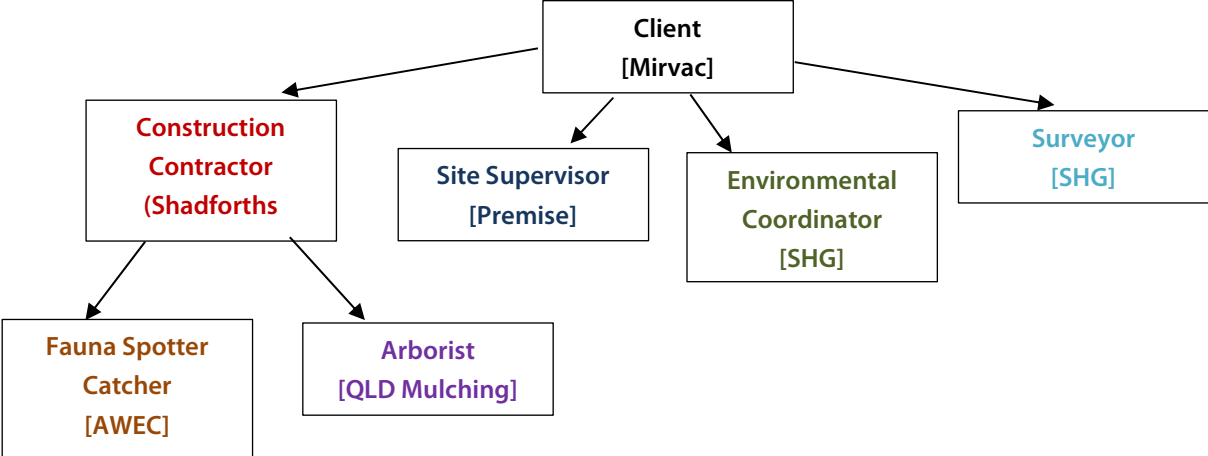 Client
[Mirvac]
Construction
Contractor
(Shadforths
Site Supervisor
[Premise]
Environmental
Coordinator
[SHG]
Surveyor
[SHG]
Fauna Spotter
Catcher
[AWEC]
Arborist
[QLD Mulching]